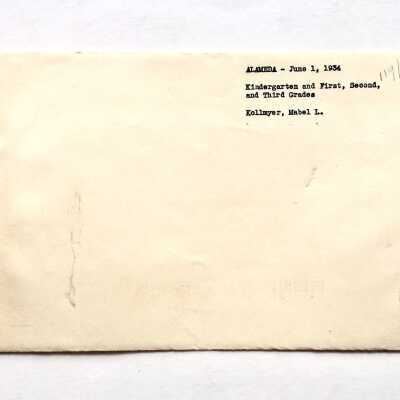 ALAMEDA - June 1, 1934
Kindergarten and First, Second,
and Third Grades
Kollmyer, Mabel L.